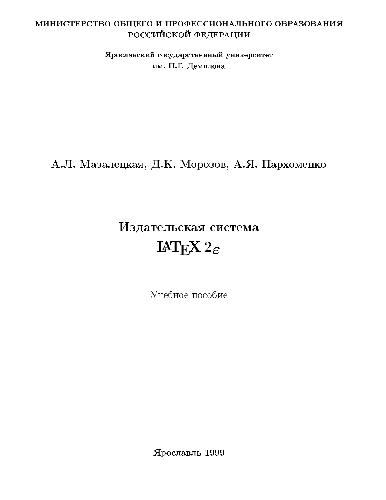 МИНИСТЕРСТВО ОБЩЕГО И ПРОФЕССИОНАЛЬНОГО ОБРАЗОВАНИЯ
РОССИЙСКОЙ ФЕДЕРАЦИИ
Ярославский государственный университет
им. П.Г. Демидова
А.Л. Мазалецкая, Д.К. Морозов, А.Я. Пархоменко
Издательская система
LATEX 2ε
Учебное пособие
Ярославль 1999